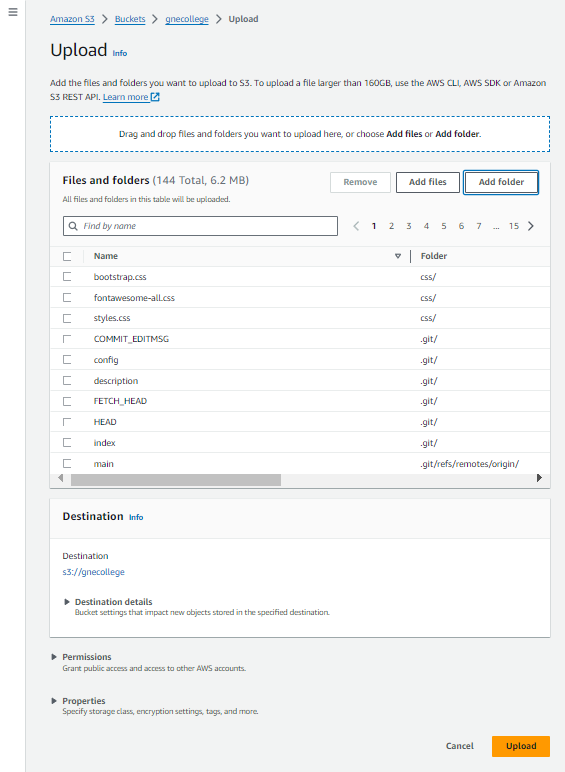 Amazon S3 > Buckets > gnecollege > Upload
Upload Info
Add the files and folders you want to upload to S3. To upload a file larger than 160GB, use the AWS CLI, AWS SDK or Amazon
S3 REST API. Learn more
Drag and drop files and folders you want to upload here, or choose Add files or Add folder.
Files and folders (144 Total, 6.2 MB)
Remove
Add files
Add folder
All files and folders in this table will be uploaded.
Find by name
1 2 3 4 5 6 7 ... 15
Name Folder
bootstrap.css css/
fontawesome-all.css css/
styles.css css/
COMMIT_EDITMSG .git/
config .git/
description .git/
FETCH_HEAD .git/
HEAD .git/
index .git/
main .git/refs/remotes/origin/
Destination Info
Destination
s3://gnecollege
Destination details
Bucket settings that impact new objects stored in the specified destination.
Permissions
Grant public access and access to other AWS accounts.
Properties
Specify storage class, encryption settings, tags, and more.
Cancel
Upload